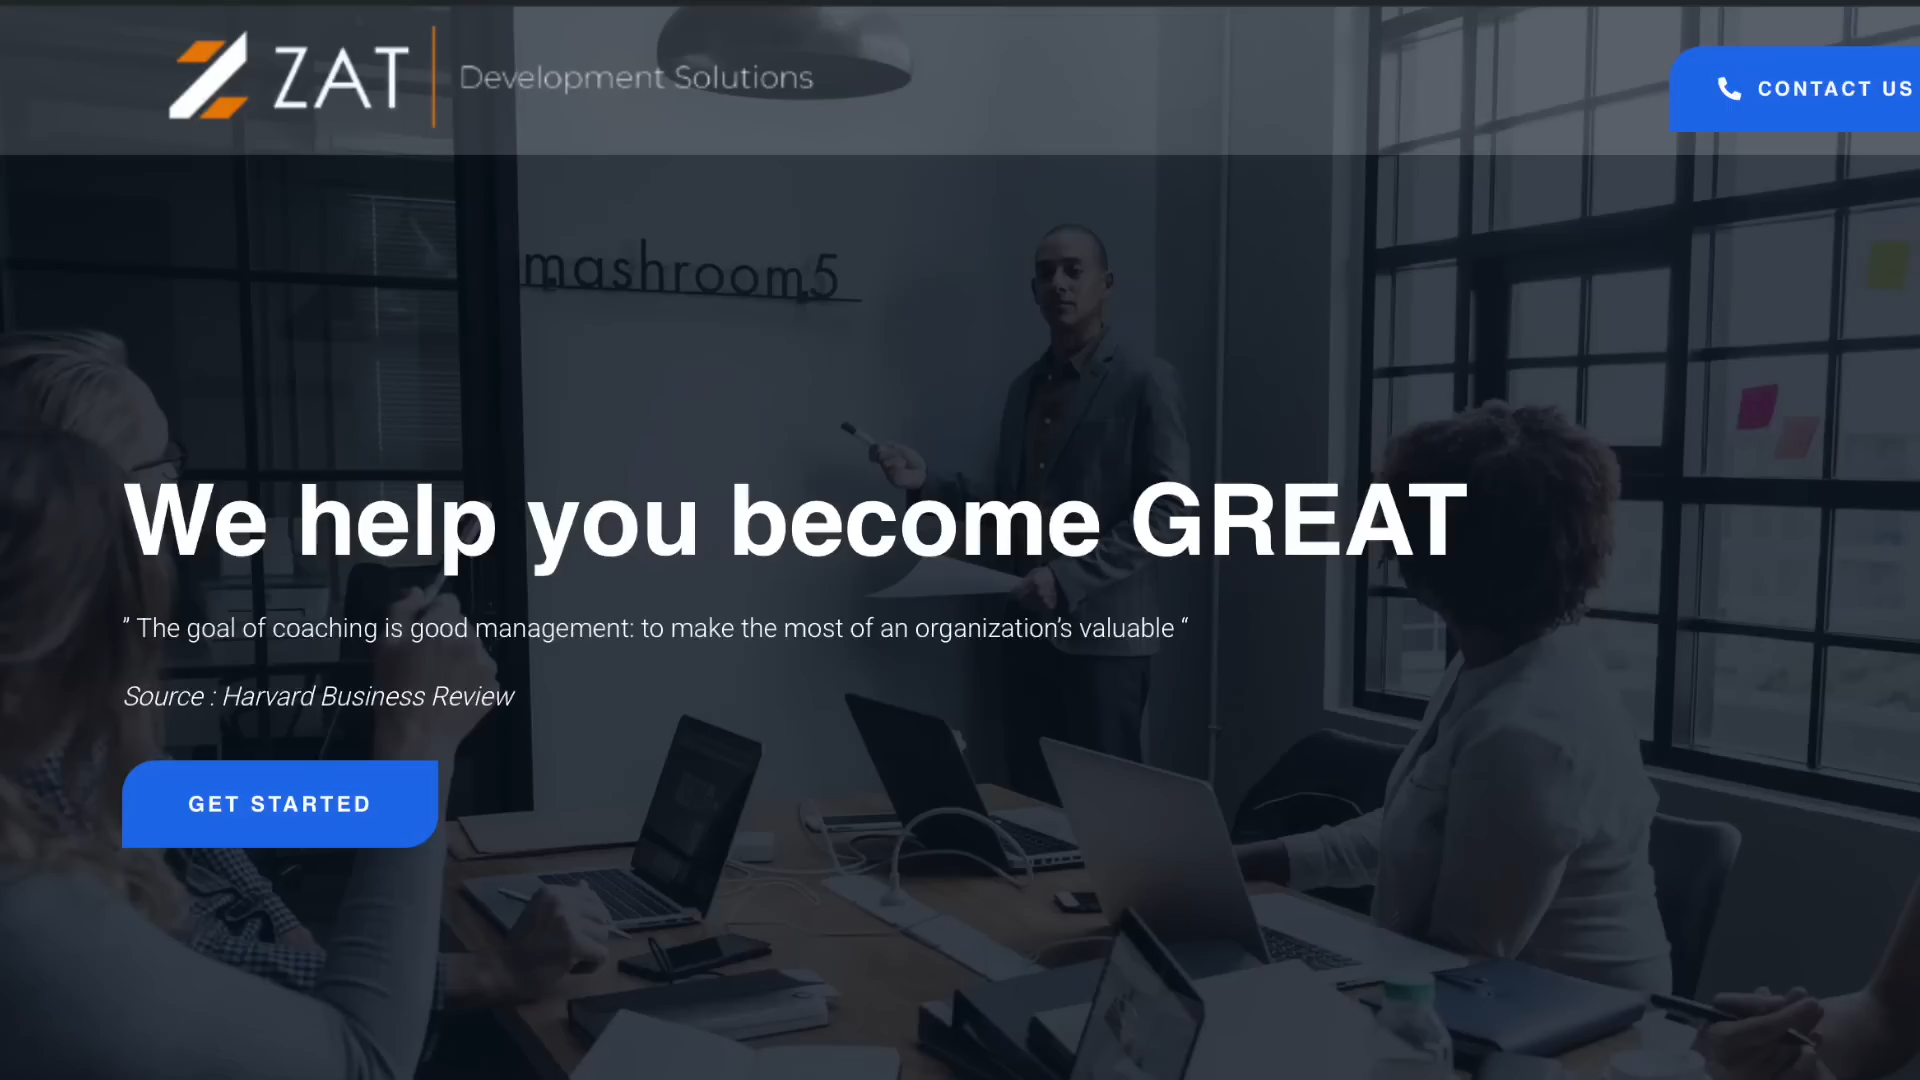 ZAT
Development Solutions
CONTACT US
mashroom5
We help you become GREAT
” The goal of coaching is good management: to make the most of an organization’s valuable “
Source : Harvard Business Review
GET STARTED